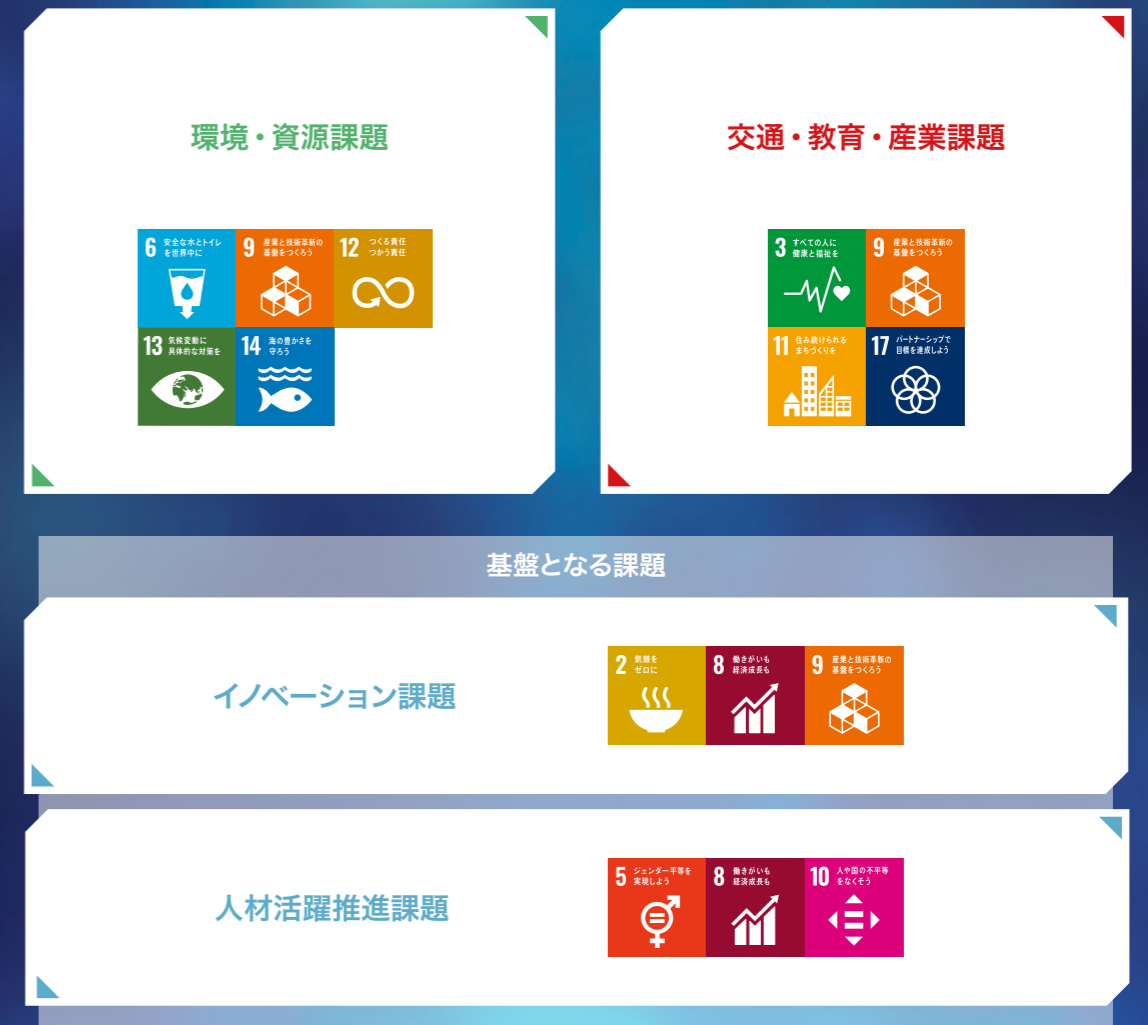 環境・資源課題
6 安全な水とトイレ
を世界中に
9 産業と技術革新の
基盤をつくろう
12 つくる責任
つかう責任
13 気候変動に
具体的な対策を
14 海の豊かさを
守ろう
交通・教育・産業課題
3 すべての人に
健康と福祉を
9 産業と技術革新の
基盤をつくろう
11 住み続けられる
まちづくりを
17 パートナーシップで
目標を達成しよう
基盤となる課題
イノベーション課題
2 飢餓を
ゼロに
8 働きがいも
経済成長も
9 産業と技術革新の
基盤をつくろう
人材活躍推進課題
5 ジェンダー平等を
実現しよう
8 働きがいも
経済成長も
10 人や国の不平等
をなくそう